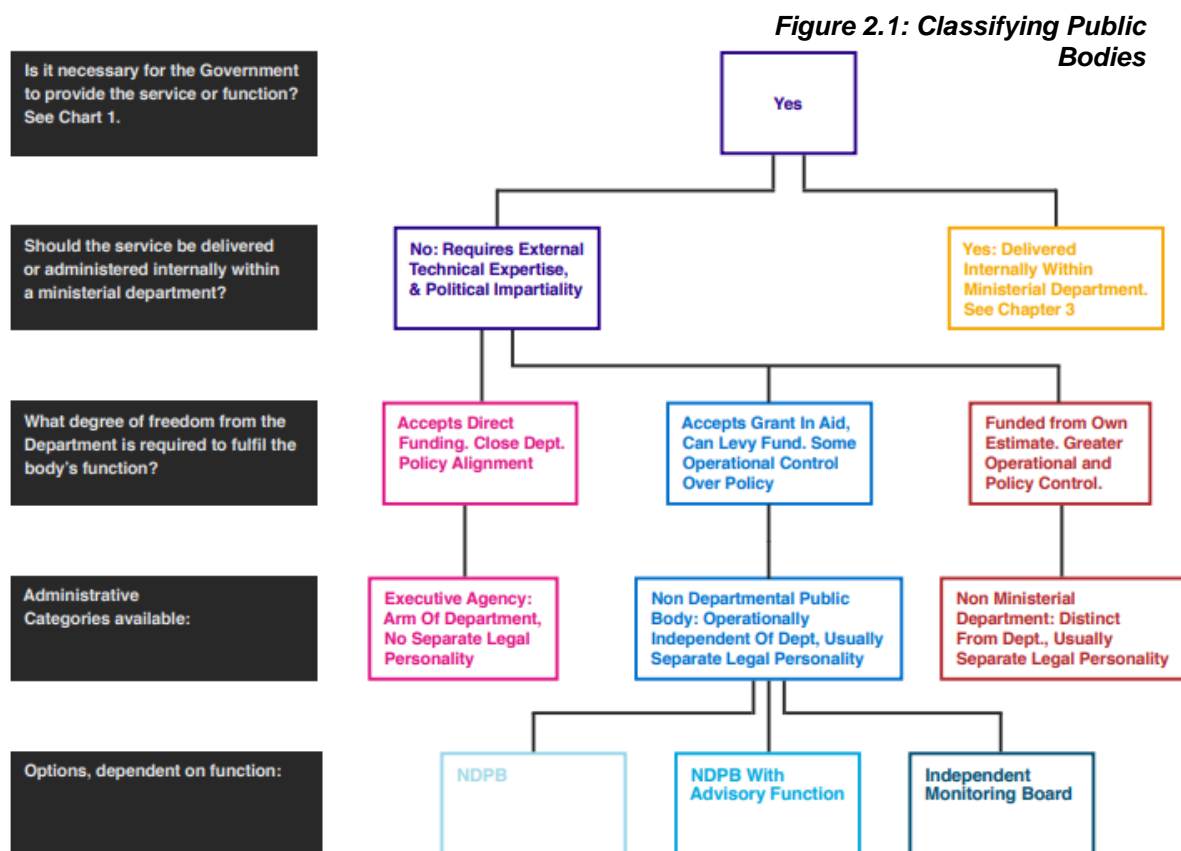 Figure 2.1: Classifying Public
Bodies
Is it necessary for the Government
to provide the service or function?
See Chart 1.
Yes
Should the service be delivered
or administered internally within
a ministerial department?
No: Requires External
Technical Expertise,
& Political Impartiality
Yes: Delivered
Internally Within
Ministerial Department.
See Chapter 3
What degree of freedom from the
Department is required to fulfil the
body's function?
Accepts Direct
Funding. Close Dept.
Policy Alignment
Accepts Grant In Aid,
Can Levy Fund. Some
Operational Control
Over Policy
Funded from Own
Estimate. Greater
Operational and
Policy Control.
Administrative
Categories available:
Executive Agency:
Arm Of Department,
No Separate Legal
Personality
Non Departmental Public
Body: Operationally
Independent Of Dept, Usually
Separate Legal Personality
Non Ministerial
Department: Distinct
From Dept., Usually
Separate Legal Personality
Options, dependent on function:
NDPB
NDPB With
Advisory Function
Independent
Monitoring Board